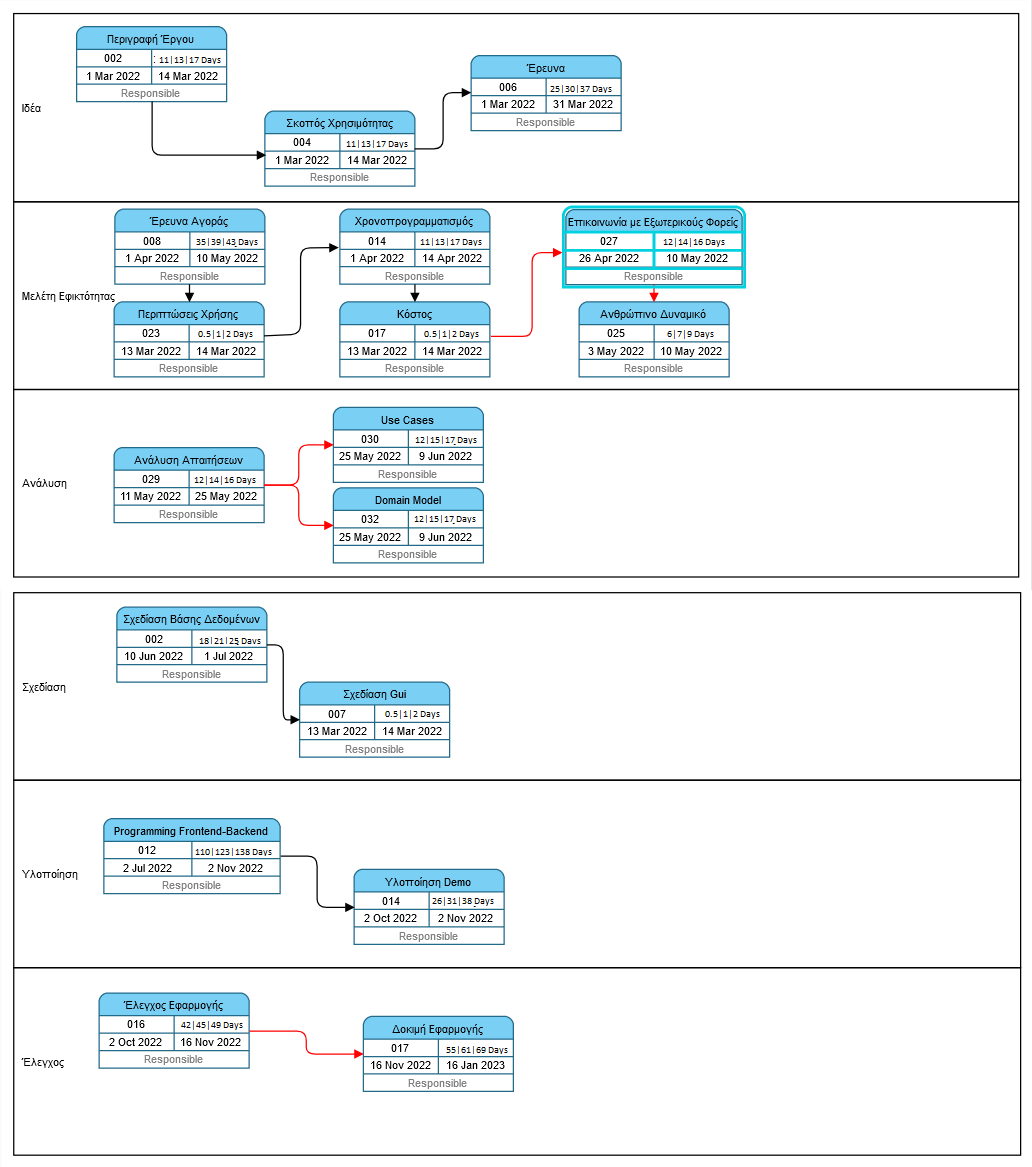 Ιδέα
Περιγραφή Έργου
002
11|13|17 Days
1 Mar 2022
14 Mar 2022
Responsible
Σκοπός Χρησιμότητας
004
11|13|17 Days
1 Mar 2022
14 Mar 2022
Responsible
Έρευνα
006
25|30|37 Days
1 Mar 2022
31 Mar 2022
Responsible
Μελέτη Εφικτότητας
Έρευνα Αγοράς
008
35|39|43 Days
1 Apr 2022
10 May 2022
Responsible
Περιπτώσεις Χρήσης
023
0.5|1|2 Days
13 Mar 2022
14 Mar 2022
Responsible
Χρονοπρογραμματισμός
014
11|13|17 Days
1 Apr 2022
14 Apr 2022
Responsible
Κόστος
017
0.5|1|2 Days
13 Mar 2022
14 Mar 2022
Responsible
Επικοινωνία με Εξωτερικούς Φορείς
027
12|14|16 Days
26 Apr 2022
10 May 2022
Responsible
Ανθρώπινο Δυναμικό
025
6|7|9 Days
3 May 2022
10 May 2022
Responsible
Ανάλυση
Ανάλυση Απαιτήσεων
029
12|14|16 Days
11 May 2022
25 May 2022
Responsible
Use Cases
030
12|15|17 Days
25 May 2022
9 Jun 2022
Responsible
Domain Model
032
12|15|17 Days
25 May 2022
9 Jun 2022
Responsible
Σχεδίαση
Σχεδίαση Βάσης Δεδομένων
002
18|21|25 Days
10 Jun 2022
1 Jul 2022
Responsible
Σχεδίαση Gui
007
0.5|1|2 Days
13 Mar 2022
14 Mar 2022
Responsible
Υλοποίηση
Programming Frontend-Backend
012
110|123|138 Days
2 Jul 2022
2 Nov 2022
Responsible
Υλοποίηση Demo
014
26|31|38 Days
2 Oct 2022
2 Nov 2022
Responsible
Έλεγχος
Έλεγχος Εφαρμογής
016
42|45|49 Days
2 Oct 2022
16 Nov 2022
Responsible
Δοκιμή Εφαρμογής
017
55|61|69 Days
16 Nov 2022
16 Jan 2023
Responsible